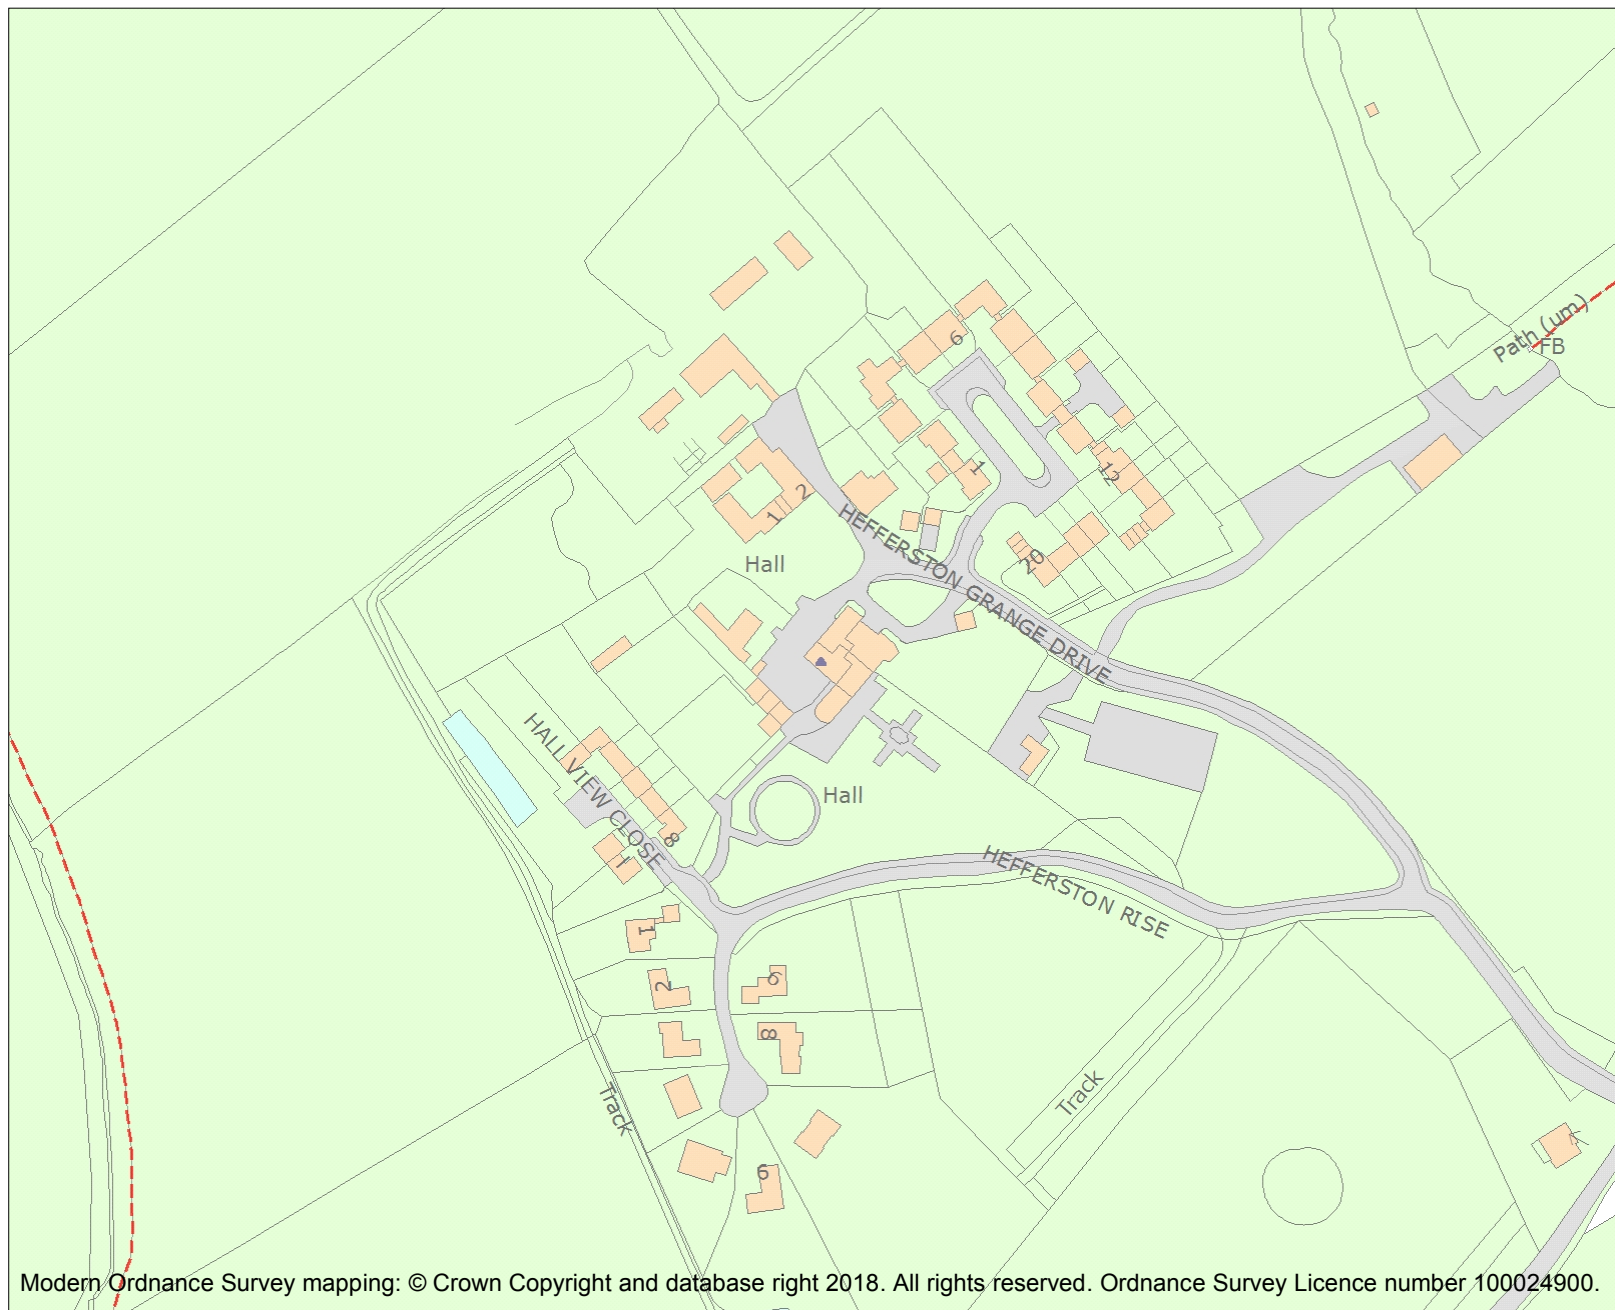 Path (um)
FB
6
1
12
2
1
HEFFERSTON GRANGE DRIVE
20
Hall
HALL VIEW CLOSE
Hall
8
1
HEFFERSTON RISE
1
2
6
8
Track
Track
6
Modern Ordnance Survey mapping: © Crown Copyright and database right 2018. All rights reserved. Ordnance Survey Licence number 100024900.